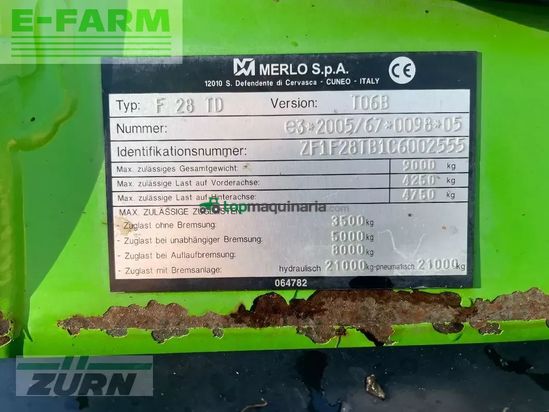 E-FARM
MERLO S.p.A.
12010 S. Defendente di Cervasca - CUNEO - ITALY
CE
Typ: F 28 TD Version: T06B
Nummer: e3*2005/67*0098*05
Identifikationsnummer: ZF1F28TB1C6002555
Max. zulässiges Gesamtgewicht: 9000 kg
Max. zulässige Last auf Vorderachse: 4250 kg
Max. zulässige Last auf Hinterachse: 4750 kg
topmaquinaria.com
MAX. ZULÄSSIGE ZUGLASTEN
- Zuglast ohne Bremsung: 3500 kg
- Zuglast bei unabhängiger Bremsung: 5000 kg
- Zuglast bei Auflaufbremsung: 8000 kg
- Zuglast mit Bremsanlage: hydraulisch 21000 kg-pneumatisch 21000 kg
064782
ZÜRN